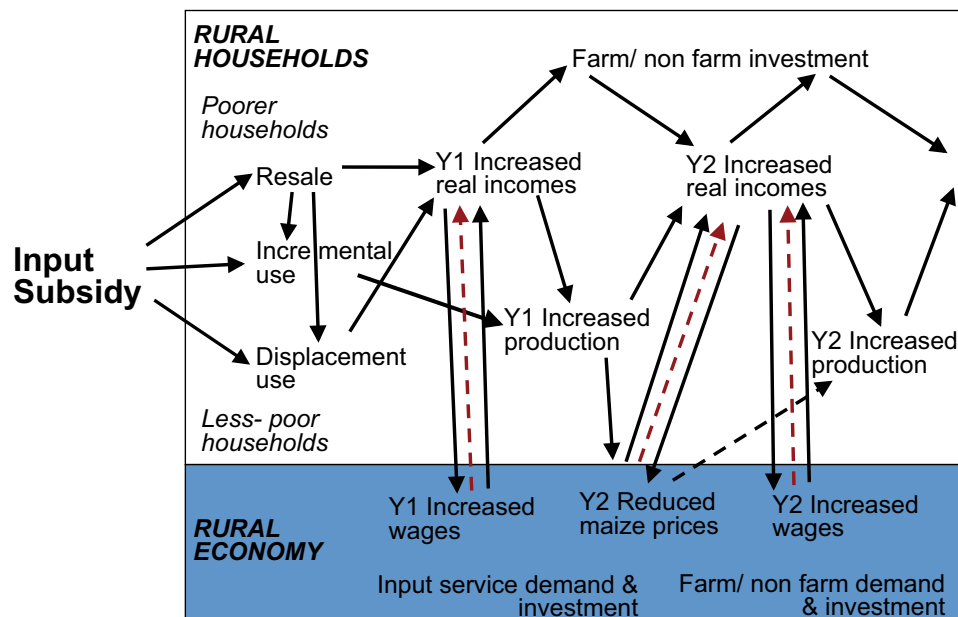 RURAL
HOUSEHOLDS
Farm/ non farm investment
Poorer
households
Resale
Y1 Increased
real incomes
Y2 Increased
real incomes
Input
Subsidy
Incremental
use
Y1 Increased
production
Displacement
use
Y2 Increased
production
Less- poor
households
Y1 Increased
wages
Y2 Reduced
maize prices
Y2 Increased
wages
RURAL
ECONOMY
Input service demand &
investment
Farm/ non farm demand
& investment